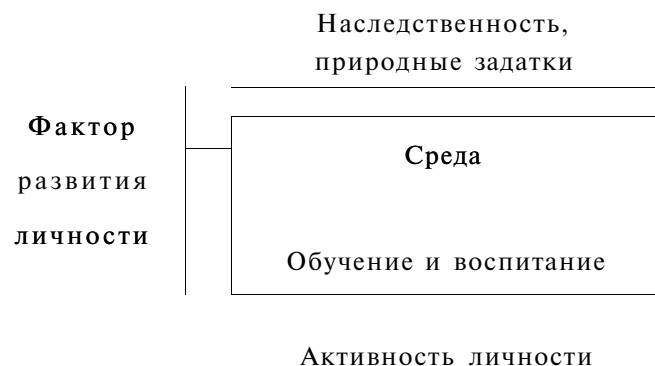 Наследственность,
природные задатки
Фактор
развития
личности
Среда
Обучение и воспитание
Активность личности